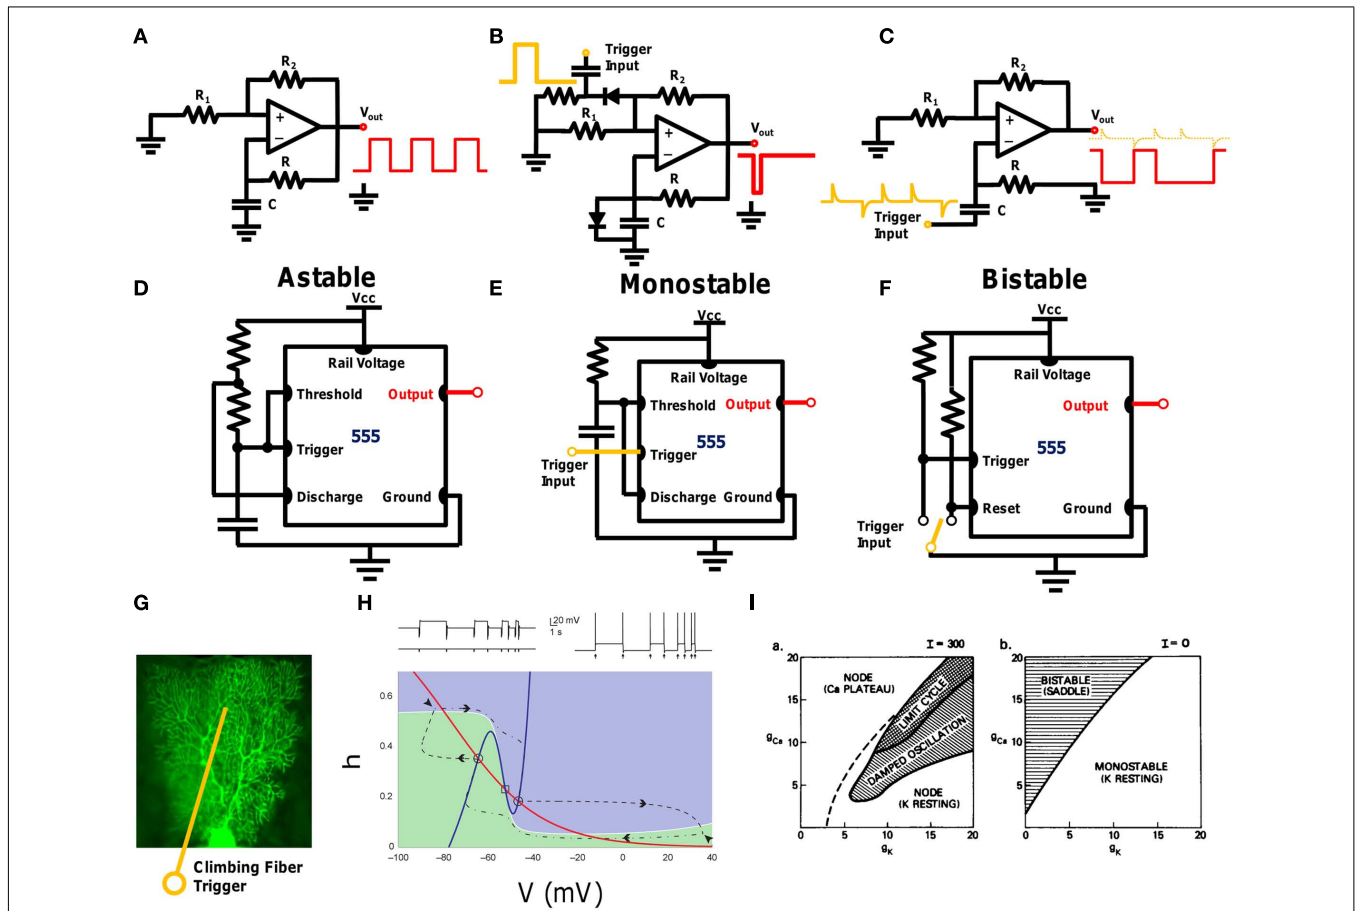 A
R2
R1
+
−
Vout
R
C
B
Trigger
Input
R2
R1
+
−
Vout
R
C
C
R2
R1
+
−
Vout
R
C
Trigger
Input
Astable
Monostable
Bistable
D
Vcc
Rail Voltage
Threshold
Output
555
Trigger
Discharge
Ground
E
Vcc
Rail Voltage
Threshold
Output
555
Trigger
Trigger
Input
Discharge
Ground
F
Vcc
Rail Voltage
Output
555
Trigger
Reset
Ground
Trigger
Input
G
Climbing Fiber
Trigger
H
20 mV
1 s
0.6
0.4
0.2
0
h
−100 −80 −60 −40 −20 0 20 40
V (mV)
I
a.
I = 300
20
15
10
5
gCa
NODE
(Ca PLATEAU)
LIMIT CYCLE
DAMPED OSCILLATION
NODE
(K RESTING)
0 5 10 15 20
gK
b.
I = O
20
15
10
5
gCa
BISTABLE
(SADDLE)
MONOSTABLE
(K RESTING)
0 5 10 15 20
gK